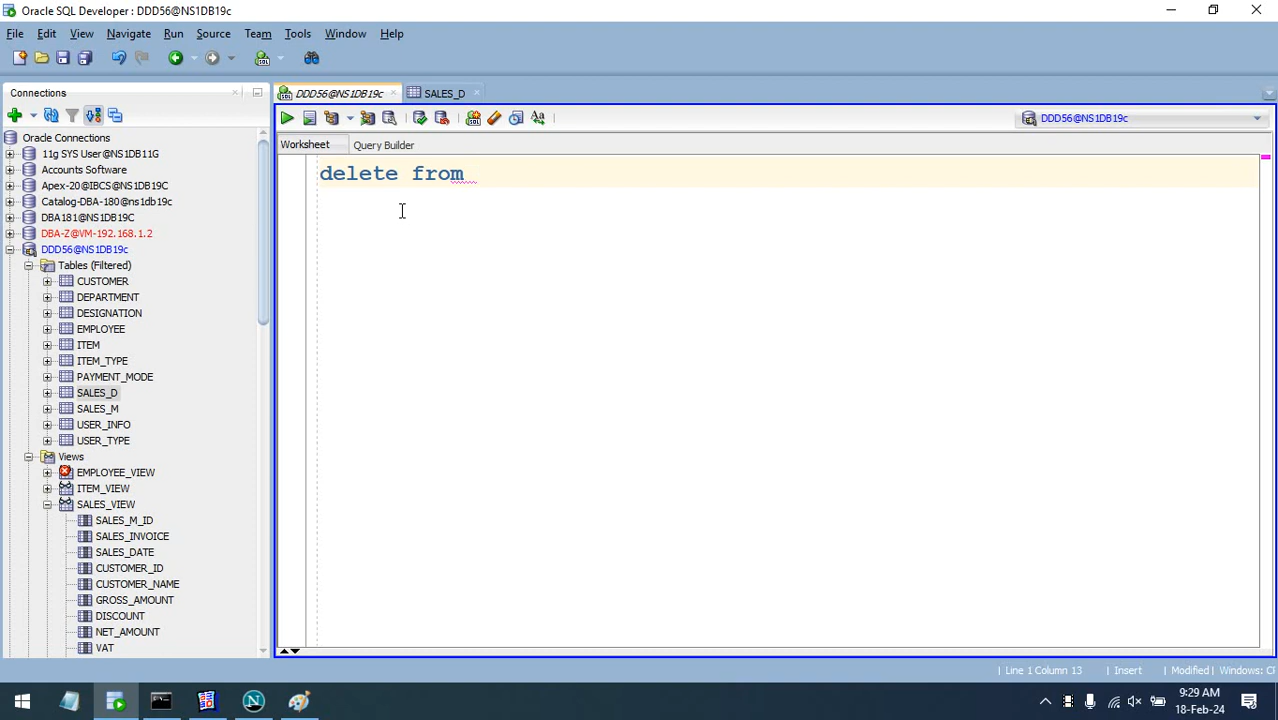 Oracle SQL Developer : DDD56@NS1DB19c
File Edit View Navigate Run Source Team Tools Window Help
Connections
DDD56@NS1DB19c SALES_D
DDD56@NS1DB19c
Worksheet Query Builder
Oracle Connections
11g SYS User@NS1DB11G
Accounts Software
Apex-20@IBCS@NS1DB19C
Catalog-DBA-180@ns1db19c
DBA181@NS1DB19C
DBA-Z@VM-192.168.1.2
DDD56@NS1DB19c
Tables (Filtered)
CUSTOMER
DEPARTMENT
DESIGNATION
EMPLOYEE
ITEM
ITEM_TYPE
PAYMENT_MODE
SALES_D
SALES_M
USER_INFO
USER_TYPE
Views
EMPLOYEE_VIEW
ITEM_VIEW
SALES_VIEW
SALES_M_ID
SALES_INVOICE
SALES_DATE
CUSTOMER_ID
CUSTOMER_NAME
GROSS_AMOUNT
DISCOUNT
NET_AMOUNT
VAT
delete from
Line 1 Column 13 Insert Modified Windows: CF
9:29 AM
18-Feb-24